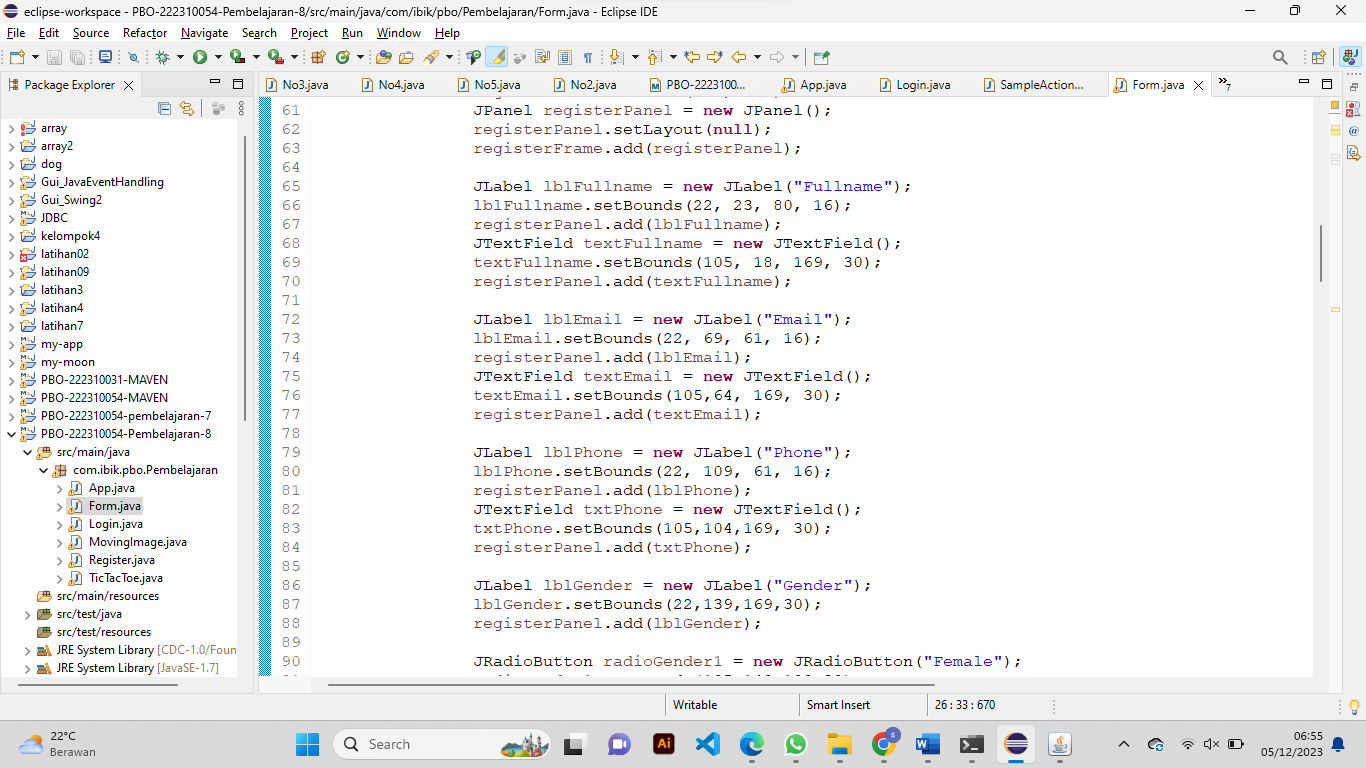 eclipse-workspace - PBO-222310054-Pembelajaran-8/src/main/java/com/ibik/pbo/Pembelajaran/Form.java - Eclipse IDE
File Edit Source Refactor Navigate Search Project Run Window Help
Package Explorer
No3.java No4.java No5.java No2.java PBO-2223100... App.java Login.java SampleAction... Form.java 7
array
array2
dog
Gui_JavaEventHandling
Gui_Swing2
JDBC
kelompok4
latihan02
latihan09
latihan3
latihan4
latihan7
my-app
my-moon
PBO-222310031-MAVEN
PBO-222310054-MAVEN
PBO-222310054-pembelajaran-7
PBO-222310054-Pembelajaran-8
src/main/java
com.ibik.pbo.Pembelajaran
App.java
Form.java
Login.java
MovingImage.java
Register.java
TicTacToe.java
src/main/resources
src/test/java
src/test/resources
JRE System Library [CDC-1.0/Foun
JRE System Library [JavaSE-1.7]
61 JPanel registerPanel = new JPanel();
62 registerPanel.setLayout(null);
63 registerFrame.add(registerPanel);
64
65 JLabel lblFullname = new JLabel("Fullname");
66 lblFullname.setBounds(22, 23, 80, 16);
67 registerPanel.add(lblFullname);
68 JTextField textFullname = new JTextField();
69 textFullname.setBounds(105, 18, 169, 30);
70 registerPanel.add(textFullname);
71
72 JLabel lblEmail = new JLabel("Email");
73 lblEmail.setBounds(22, 69, 61, 16);
74 registerPanel.add(lblEmail);
75 JTextField textEmail = new JTextField();
76 textEmail.setBounds(105,64, 169, 30);
77 registerPanel.add(textEmail);
78
79 JLabel lblPhone = new JLabel("Phone");
80 lblPhone.setBounds(22, 109, 61, 16);
81 registerPanel.add(lblPhone);
82 JTextField txtPhone = new JTextField();
83 txtPhone.setBounds(105,104,169, 30);
84 registerPanel.add(txtPhone);
85
86 JLabel lblGender = new JLabel("Gender");
87 lblGender.setBounds(22,139,169,30);
88 registerPanel.add(lblGender);
89
90 JRadioButton radioGender1 = new JRadioButton("Female");
Writable Smart Insert 26 : 33 : 670
22°C
Berawan
Search
06:55
05/12/2023